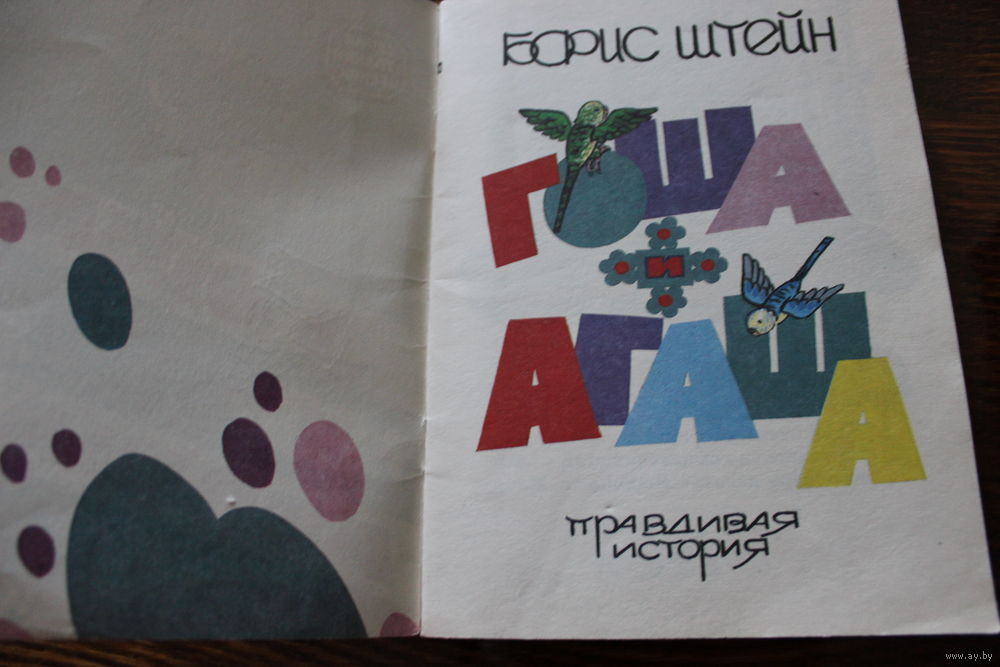 БОРИС ШТЕЙН
ГОША
И
АГАША
правдивая
история
www.ay.by